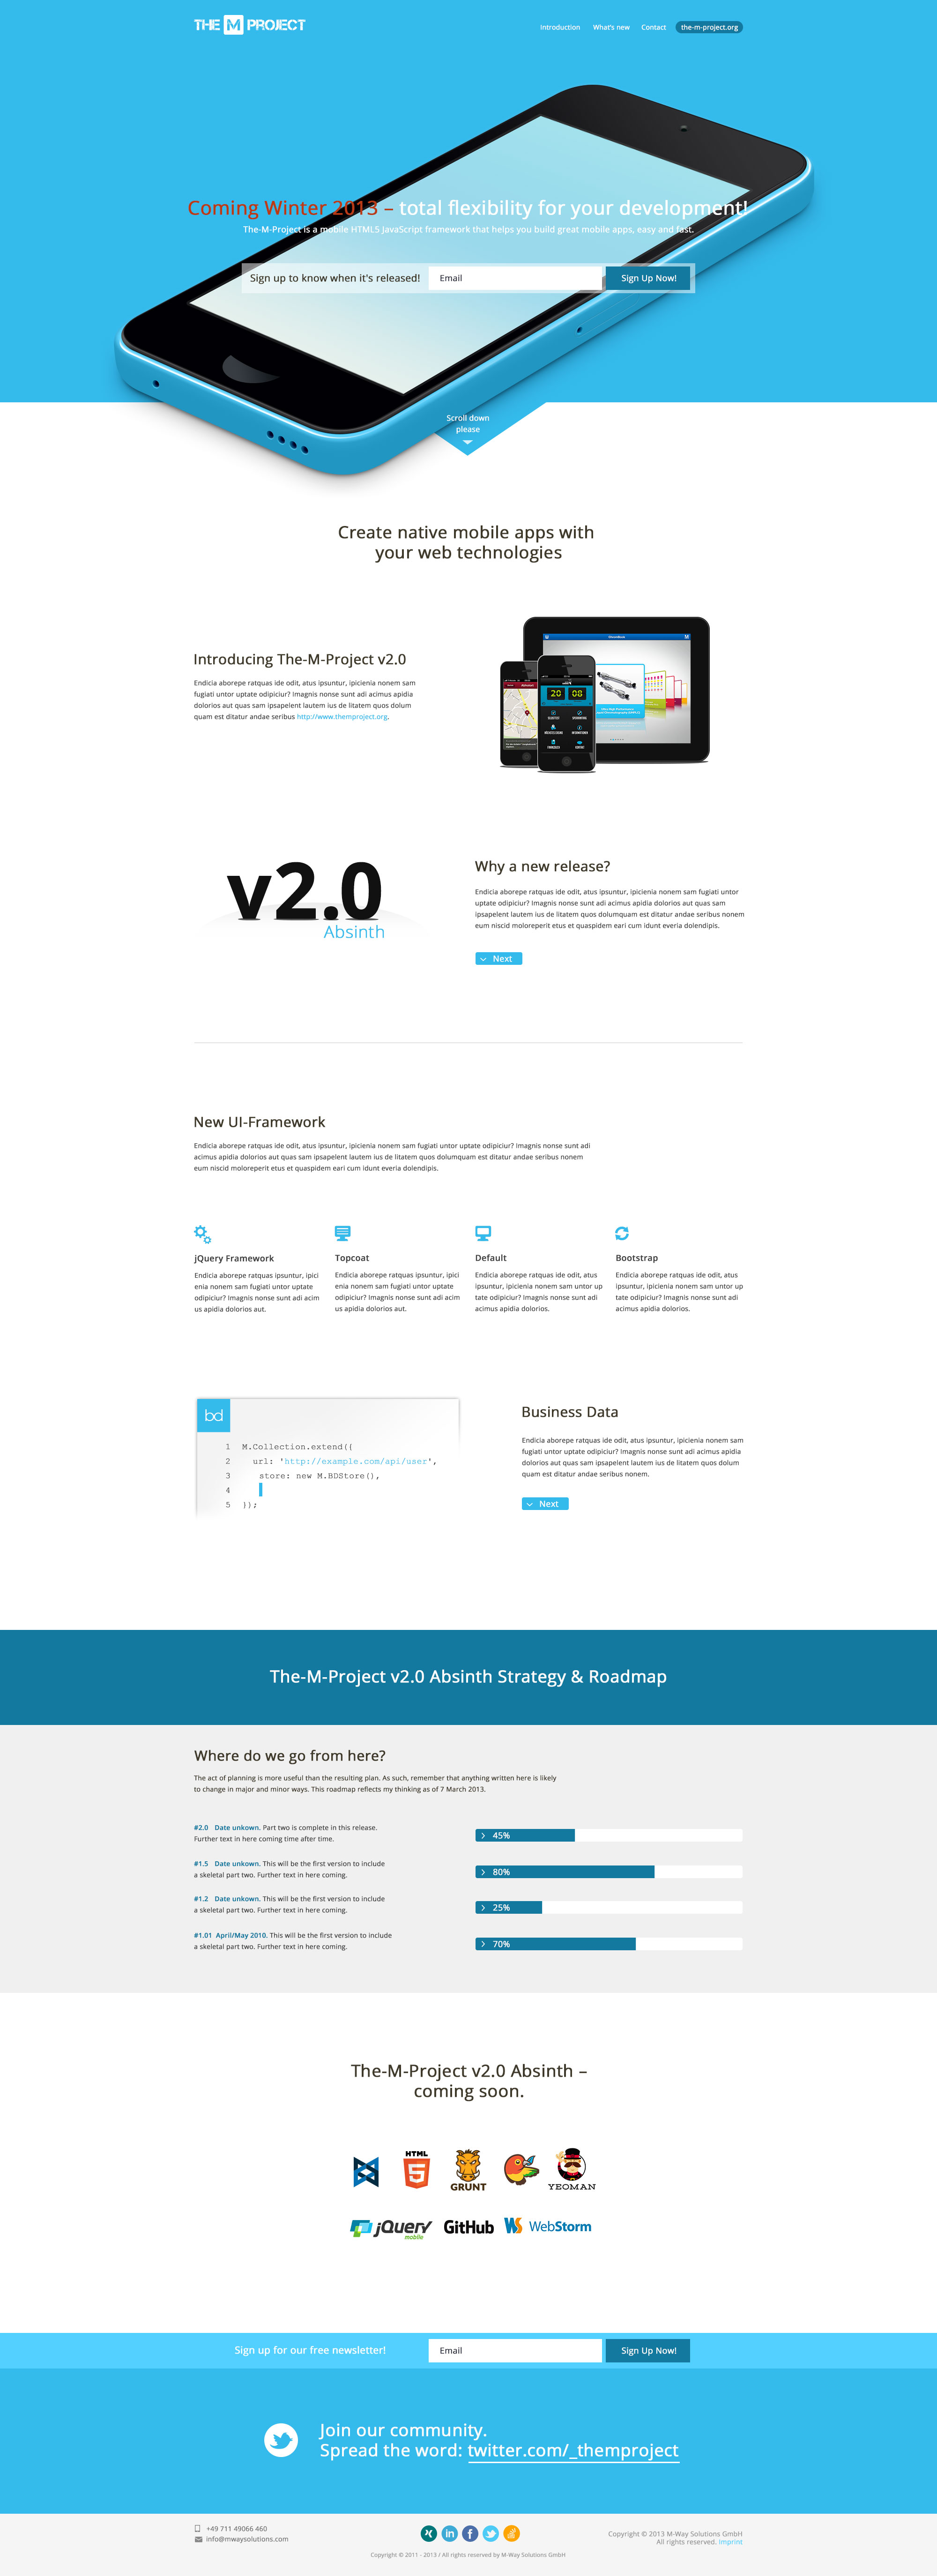 THE M PROJECT
Introduction What's new Contact the-m-project.org
Coming Winter 2013 – total flexibility for your development!
The-M-Project is a mobile HTML5 JavaScript framework that helps you build great mobile apps, easy and fast.
Sign up to know when it's released! Email Sign Up Now!
Scroll down
please
Create native mobile apps with
your web technologies
Introducing The-M-Project v2.0
Endicia aborepe ratquas ide odit, atus ipsuntur, ipicienia nonem sam
fugiati untor uptate odipiciur? Imagnis nonse sunt adi acimus apidia
dolorios aut quas sam ipsapelent lautem ius de litatem quos dolum
quam est ditatur andae seribus http://www.themproject.org.
20 08
v2.0
Absinth
Why a new release?
Endicia aborepe ratquas ide odit, atus ipsuntur, ipicienia nonem sam fugiati untor
uptate odipiciur? Imagnis nonse sunt adi acimus apidia dolorios aut quas sam
ipsapelent lautem ius de litatem quos dolumquam est ditatur andae seribus nonem
eum niscid moloreperit etus et quaspidem eari cum idunt everia dolendipis.
Next
New UI-Framework
Endicia aborepe ratquas ide odit, atus ipsuntur, ipicienia nonem sam fugiati untor uptate odipiciur? Imagnis nonse sunt adi
acimus apidia dolorios aut quas sam ipsapelent lautem ius de litatem quos dolumquam est ditatur andae seribus nonem
eum niscid moloreperit etus et quaspidem eari cum idunt everia dolendipis.
jQuery Framework
Endicia aborepe ratquas ipsuntur, ipici
enia nonem sam fugiati untor uptate
odipiciur? Imagnis nonse sunt adi acim
us apidia dolorios aut.
Topcoat
Endicia aborepe ratquas ipsuntur, ipici
enia nonem sam fugiati untor uptate
odipiciur? Imagnis nonse sunt adi acim
us apidia dolorios aut.
Default
Endicia aborepe ratquas ide odit, atus
ipsuntur, ipicienia nonem sam untor up
tate odipiciur? Imagnis nonse sunt adi
acimus apidia dolorios.
Bootstrap
Endicia aborepe ratquas ide odit, atus
ipsuntur, ipicienia nonem sam untor up
tate odipiciur? Imagnis nonse sunt adi
acimus apidia dolorios.
bd
1 M.Collection.extend({
2 url: 'http://example.com/api/user',
3 store: new M.BDStore(),
4
5 });
Business Data
Endicia aborepe ratquas ide odit, atus ipsuntur, ipicienia nonem sam
fugiati untor uptate odipiciur? Imagnis nonse sunt adi acimus apidia
dolorios aut quas sam ipsapelent lautem ius de litatem quos dolum
quam est ditatur andae seribus nonem.
Next
The-M-Project v2.0 Absinth Strategy & Roadmap
Where do we go from here?
The act of planning is more useful than the resulting plan. As such, remember that anything written here is likely
to change in major and minor ways. This roadmap reflects my thinking as of 7 March 2013.
#2.0 Date unkown. Part two is complete in this release.
Further text in here coming time after time.
45%
#1.5 Date unkown. This will be the first version to include
a skeletal part two. Further text in here coming.
80%
#1.2 Date unkown. This will be the first version to include
a skeletal part two. Further text in here coming.
25%
#1.01 April/May 2010. This will be the first version to include
a skeletal part two. Further text in here coming.
70%
The-M-Project v2.0 Absinth –
coming soon.
HTML
5
GRUNT
YEOMAN
jQuery
mobile
GitHub
WS WebStorm
Sign up for our free newsletter! Email Sign Up Now!
Join our community.
Spread the word: twitter.com/_themproject
+49 711 49066 460
info@mwaysolutions.com
in f
Copyright © 2013 M-Way Solutions GmbH
All rights reserved. imprint
Copyright © 2011 - 2013 / All rights reserved by M-Way Solutions GmbH